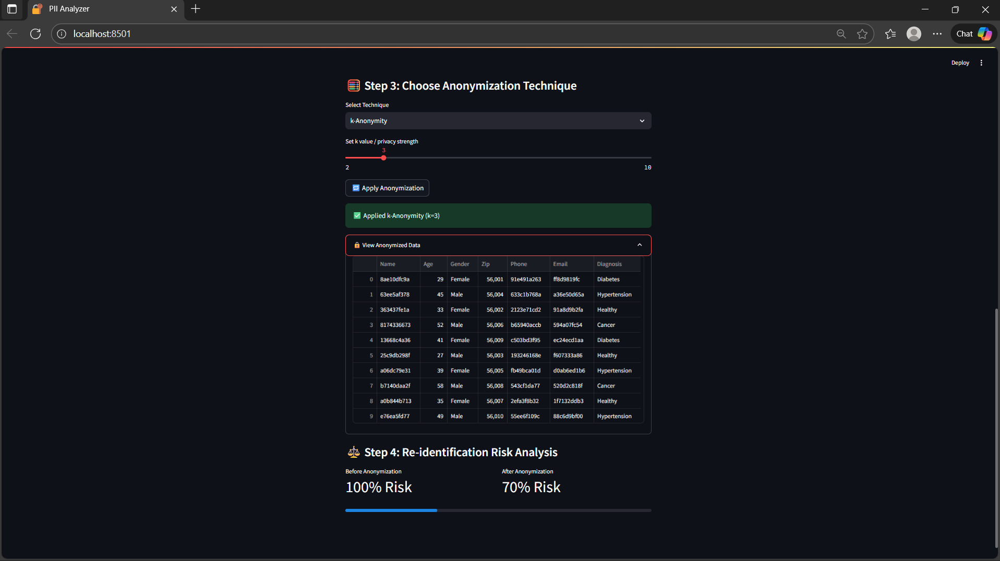 PII Analyzer
localhost:8501
Chat
Deploy
Step 3: Choose Anonymization Technique
Select Technique
k-Anonymity
Set k value / privacy strength
3
2 10
Apply Anonymization
Applied k-Anonymity (k=3)
View Anonymized Data
Name Age Gender Zip Phone Email Diagnosis
0 8ae10dfc9a 29 Female 56,001 91e491a263 ff8d9819fc Diabetes
1 63ee5af378 45 Male 56,004 633c1b768a a36e50d65a Hypertension
2 363437fe1a 33 Female 56,002 2123e71cd2 91a8d9b2fa Healthy
3 8174336673 52 Male 56,006 b65940accb 594a07fc54 Cancer
4 13668c4a36 41 Female 56,009 c503bd3f95 ec24ecd1aa Diabetes
5 25c9db298f 27 Male 56,003 193246168e f607333a86 Healthy
6 a06dc79e31 39 Female 56,005 fb49bca01d d0ab6ed1b6 Hypertension
7 b7140daa2f 58 Male 56,008 543cf1da77 520d2c818f Cancer
8 a0b844b713 35 Female 56,007 2efa3f8b32 1f7132ddb3 Healthy
9 e76ea5fd77 49 Male 56,010 55ee6f109c 88c6d9bf00 Hypertension
Step 4: Re-identification Risk Analysis
Before Anonymization After Anonymization
100% Risk 70% Risk